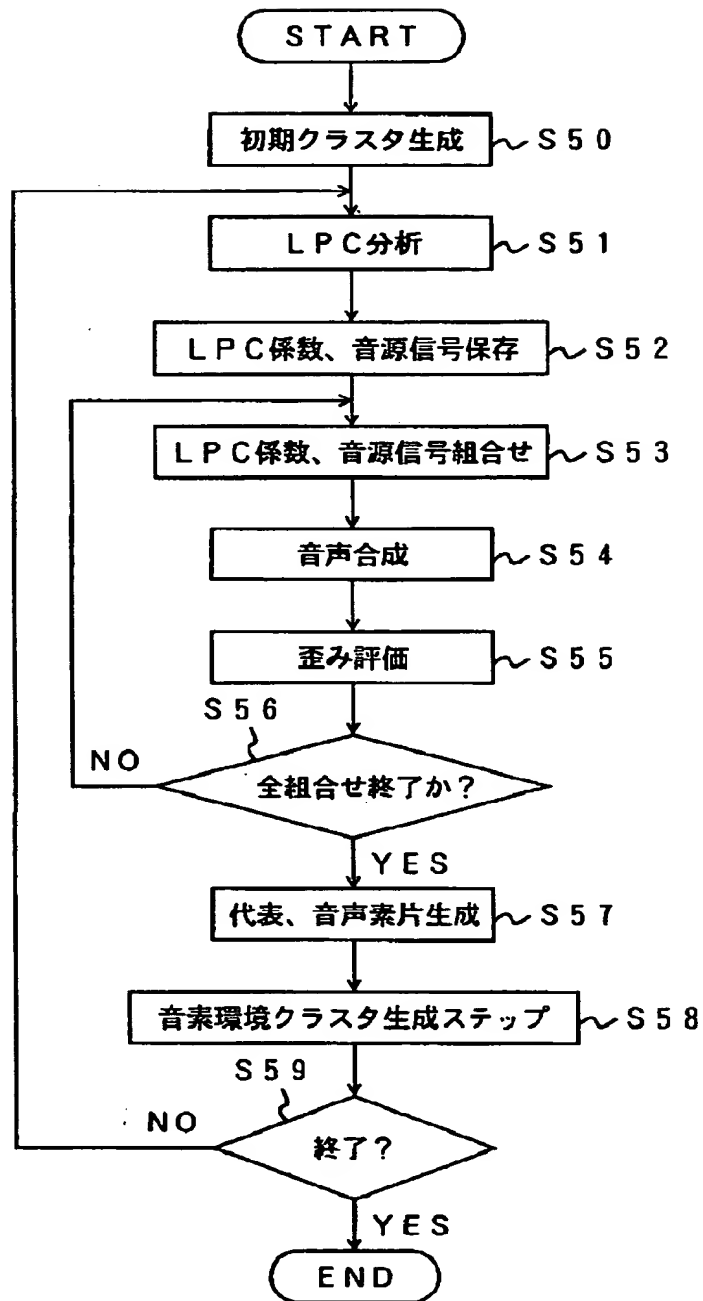 START
初期クラスタ生成 S50
LPC分析 S51
LPC係数、音源信号保存 S52
LPC係数、音源信号組合せ S53
音声合成 S54
歪み評価 S55
S56
NO
全組合せ終了か?
YES
代表、音声素片生成 S57
音素環境クラスタ生成ステップ S58
S59
NO
終了?
YES
END